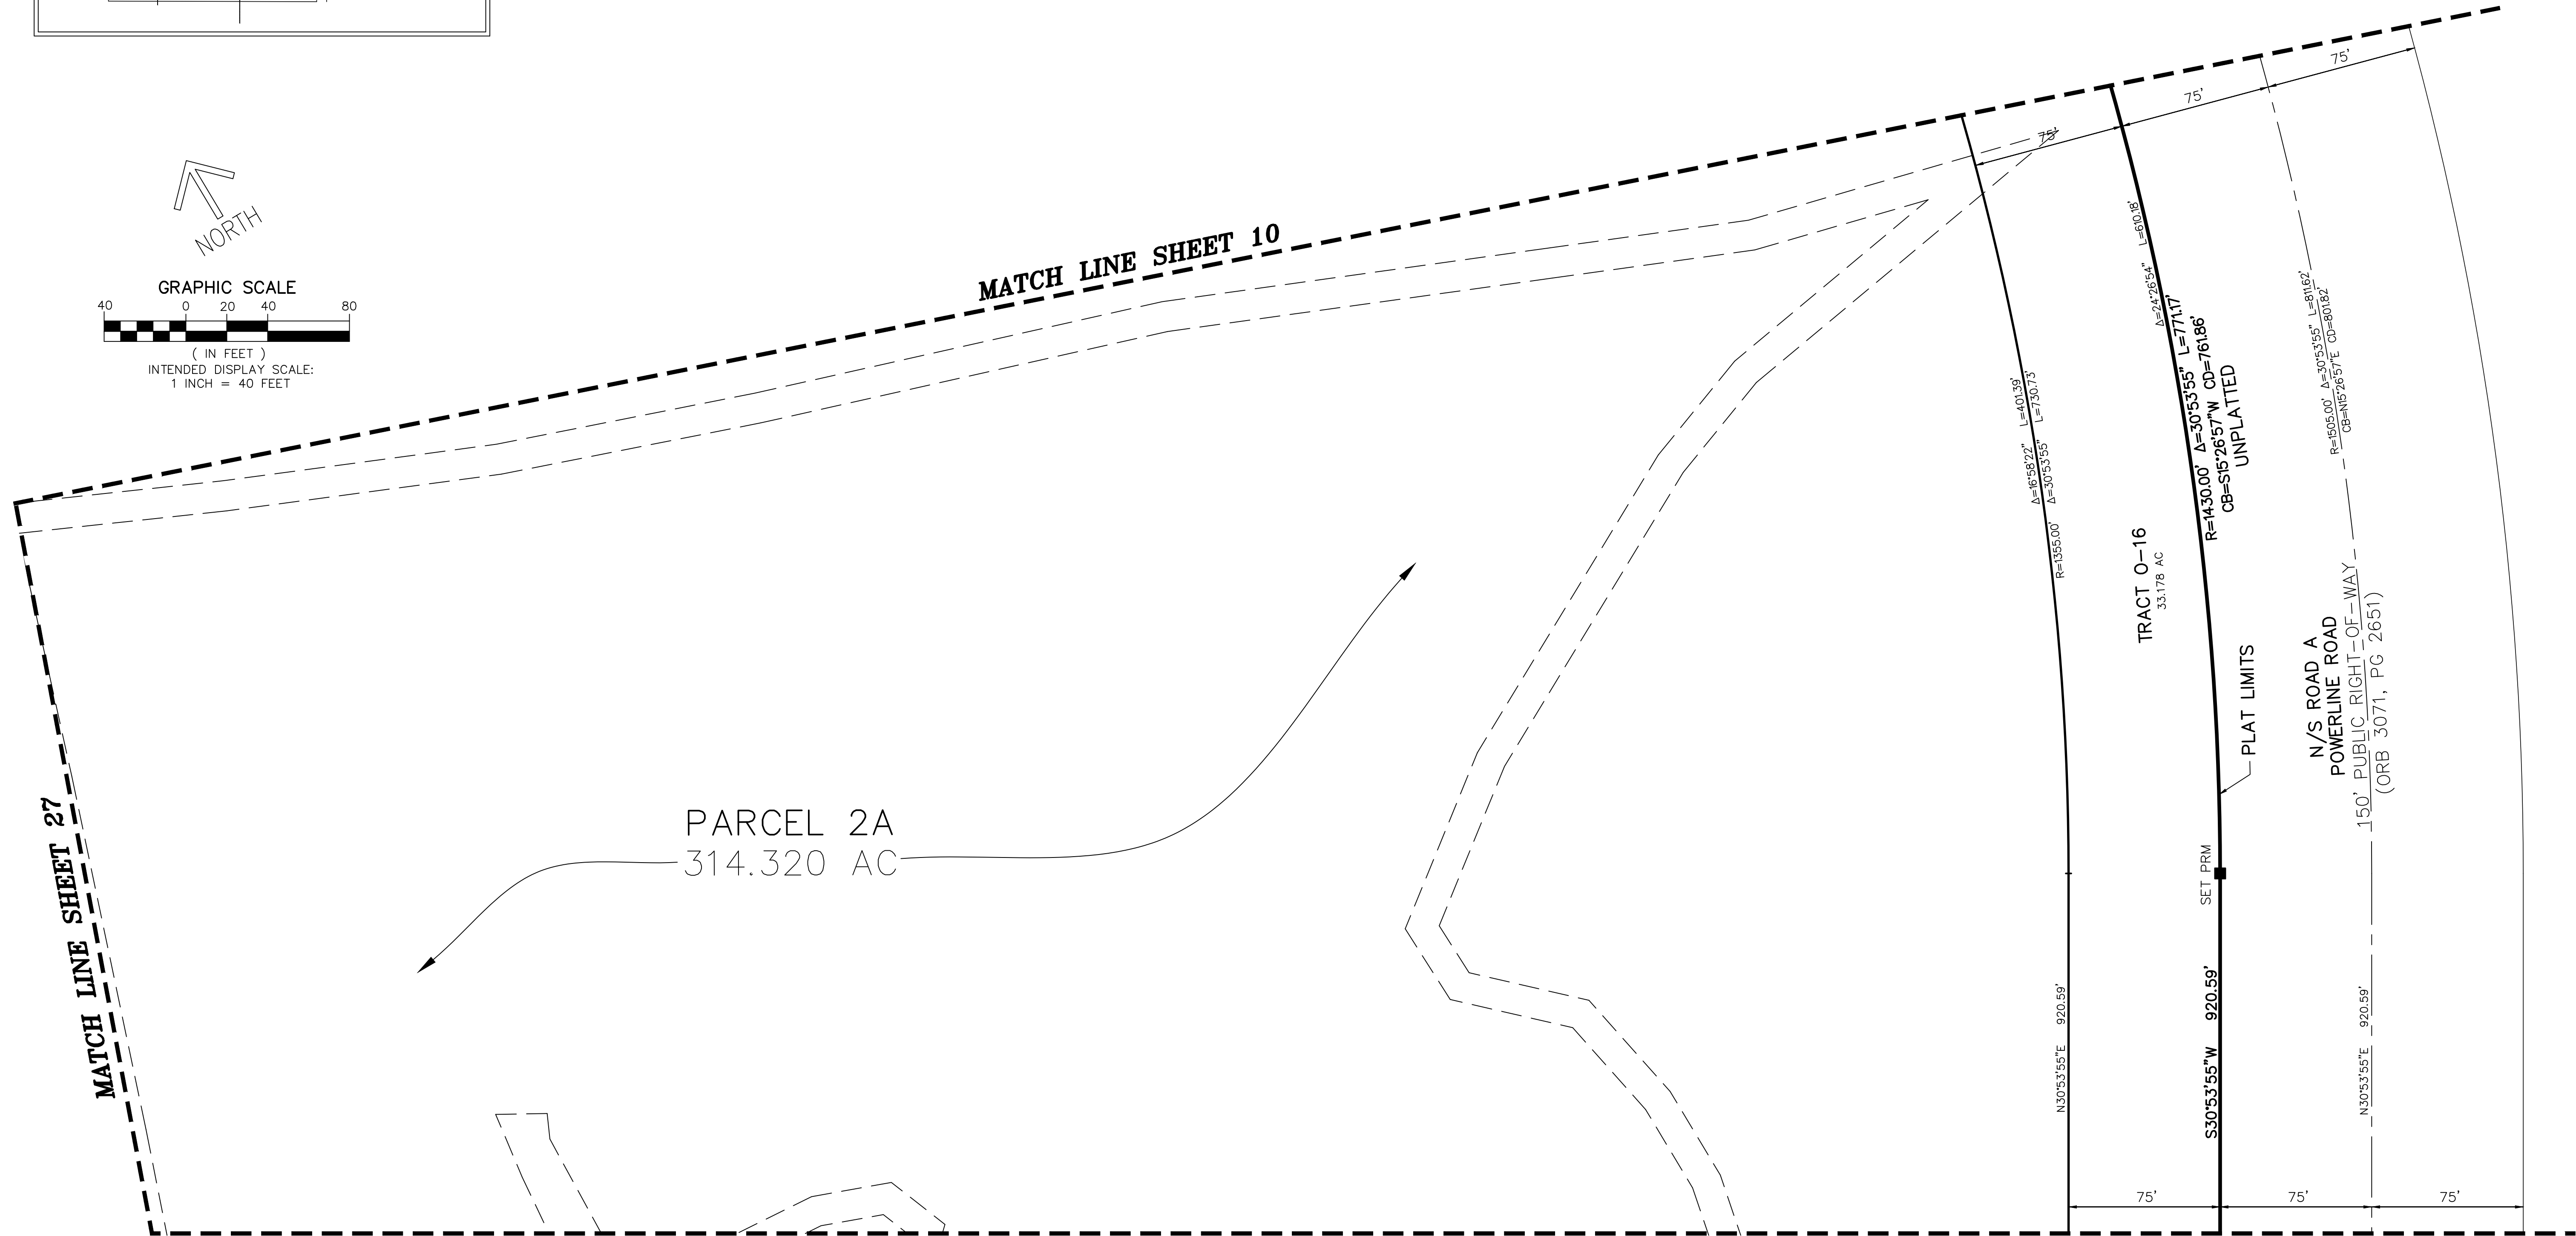 75'
75'
75'
NORTH
MATCH LINE SHEET 10
GRAPHIC SCALE
40 0 20 40 80
( IN FEET )
INTENDED DISPLAY SCALE:
1 INCH = 40 FEET
Δ=16°58'22" L=401.39'
R=1355.00' Δ=30°53'55" L=730.73'
Δ=24°26'54" L=610.18'
R=1430.00' Δ=30°53'55" L=771.17'
CB=S15°26'57"W CD=761.86'
UNPLATTED
R=1505.00' Δ=30°53'55" L=811.62'
CB=N15°26'57"E CD=801.82'
TRACT O-16
33.178 AC
PLAT LIMITS
N/S ROAD A
POWERLINE ROAD
150' PUBLIC RIGHT-OF-WAY
(ORB 3071, PG 2651)
PARCEL 2A
314.320 AC
MATCH LINE SHEET 27
SET PRM
N30°53'55"E 920.59'
S30°53'55"W 920.59'
N30°53'55"E 920.59'
75'
75'
75'